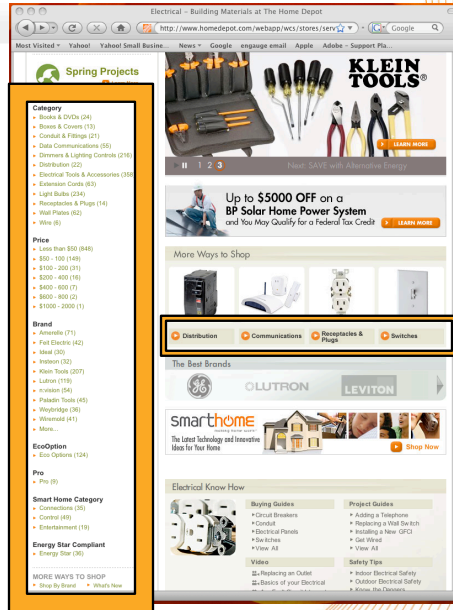 Electrical – Building Materials at The Home Depot
http://www.homedepot.com/webapp/wcs/stores/serv
Google
Most Visited
Yahoo!
Yahoo! Small Busine...
News
Google
engauge email
Apple
Adobe – Support Pla...
Spring Projects
Category
Books & DVDs (24)
Boxes & Covers (13)
Conduit & Fittings (21)
Data Communications (55)
Dimmers & Lighting Controls (216)
Distribution (22)
Electrical Tools & Accessories (358
Extension Cords (63)
Light Bulbs (234)
Receptacles & Plugs (14)
Wall Plates (62)
Wire (6)
Price
Less than $50 (848)
$50 - 100 (149)
$100 - 200 (31)
$200 - 400 (16)
$400 - 600 (7)
$600 - 800 (2)
$1000 - 2000 (1)
Brand
Amerelle (71)
Feit Electric (42)
Ideal (30)
Insteon (32)
Klein Tools (207)
Lutron (119)
n:vision (54)
Paladin Tools (45)
Weybridge (36)
Wiremold (41)
More...
EcoOption
Eco Options (124)
Pro
Pro (9)
Smart Home Category
Connections (35)
Control (49)
Entertainment (19)
Energy Star Compliant
Energy Star (36)
MORE WAYS TO SHOP
Shop By Brand
What's New
KLEIN
TOOLS®
LEARN MORE
1 2 3
Next: SAVE with Alternative Energy
Up to $5000 OFF on a
BP Solar Home Power System
and You May Qualify for a Federal Tax Credit
LEARN MORE
More Ways to Shop
Distribution
Communications
Receptacles &
Plugs
Switches
The Best Brands
GE
LUTRON
LEVITON
smarthome
The Latest Technology and Innovative
Ideas for Your Home
Shop Now
Electrical Know How
Buying Guides
Circuit Breakers
Conduit
Electrical Panels
Switches
View All
Project Guides
Adding a Telephone
Replacing a Wall Switch
Installing a New GFCI
Get Wired
View All
Video
Replacing an Outlet
Basics of your Electrical
Safety Tips
Indoor Electrical Safety
Outdoor Electrical Safety
Know the Dangers